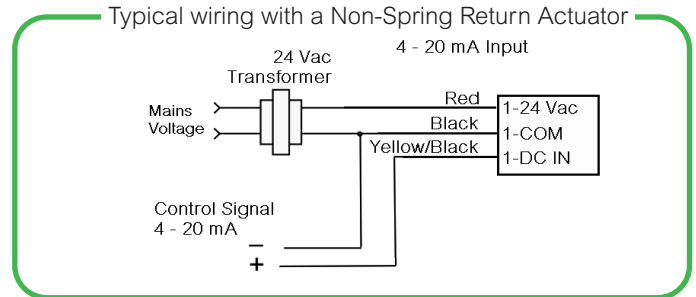 Typical wiring with a Non-Spring Return Actuator
4 - 20 mA Input
24 Vac
Transformer
Mains
Voltage
Red
Black
Yellow/Black
1-24 Vac
1-COM
1-DC IN
Control Signal
4 - 20 mA
–
+